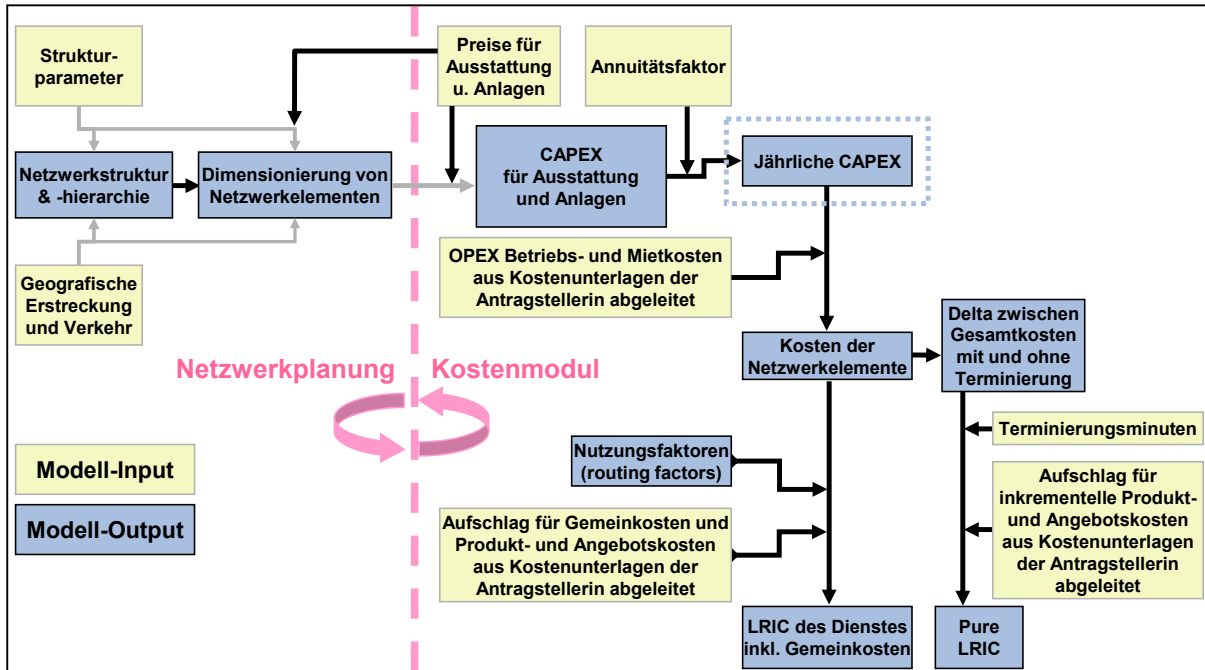 Struktur-
parameter
Preise für
Ausstattung
u. Anlagen
Annuitätsfaktor
Netzwerkstruktur
& -hierarchie
Dimensionierung von
Netzwerkelementen
CAPEX
für Ausstattung
und Anlagen
Jährliche CAPEX
Geografische
Erstreckung
und Verkehr
OPEX Betriebs- und Mietkosten
aus Kostenunterlagen der
Antragstellerin abgeleitet
Kosten der
Netzwerkelemente
Delta zwischen
Gesamtkosten
mit und ohne
Terminierung
Netzwerkplanung
Kostenmodul
Terminierungsminuten
Nutzungsfaktoren
(routing factors)
Aufschlag für
inkrementelle Produkt-
und Angebotskosten
aus Kostenunterlagen
der Antragstellerin
abgeleitet
Modell-Input
Modell-Output
Aufschlag für Gemeinkosten und
Produkt- und Angebotskosten
aus Kostenunterlagen der
Antragstellerin abgeleitet
LRIC des Dienstes
inkl. Gemeinkosten
Pure
LRIC